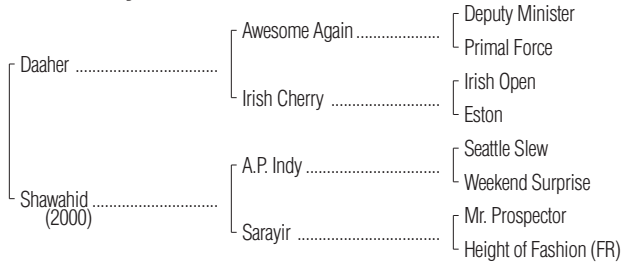 Deputy Minister
Awesome Again ....................
Primal Force
Daaher ..................................
Irish Open
Irish Cherry ..........................
Eston
Seattle Slew
A.P. Indy ................................
Weekend Surprise
Shawahid ..............................
(2000)
Mr. Prospector
Sarayir ..................................
Height of Fashion (FR)